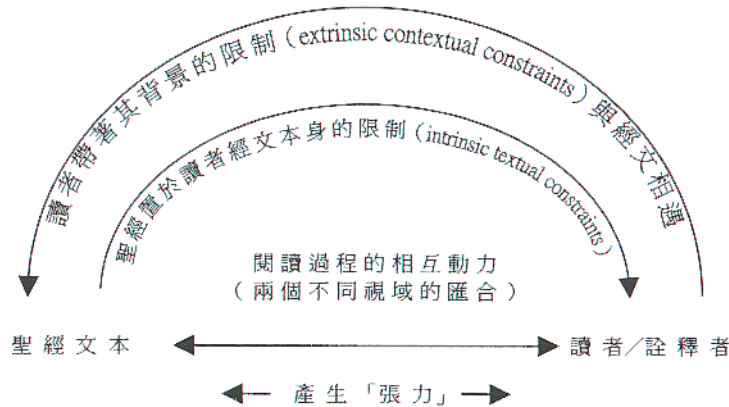 讀者帶著其背景的限制(extrinsic contextual constraints)與經文相遇
聖經置於讀者經文本身的限制(intrinsic textual constraints)
閱讀過程的相互動力
(兩個不同視域的匯合)
聖經文本
讀者/詮釋者
產生「張力」